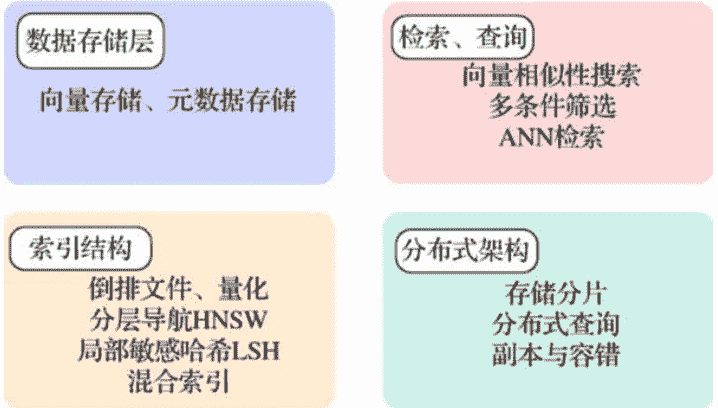 数据存储层
向量存储、元数据存储
检索、查询
向量相似性搜索
多条件筛选
ANN检索
索引结构
倒排文件、量化
分层导航HNSW
局部敏感哈希LSH
混合索引
分布式架构
存储分片
分布式查询
副本与容错